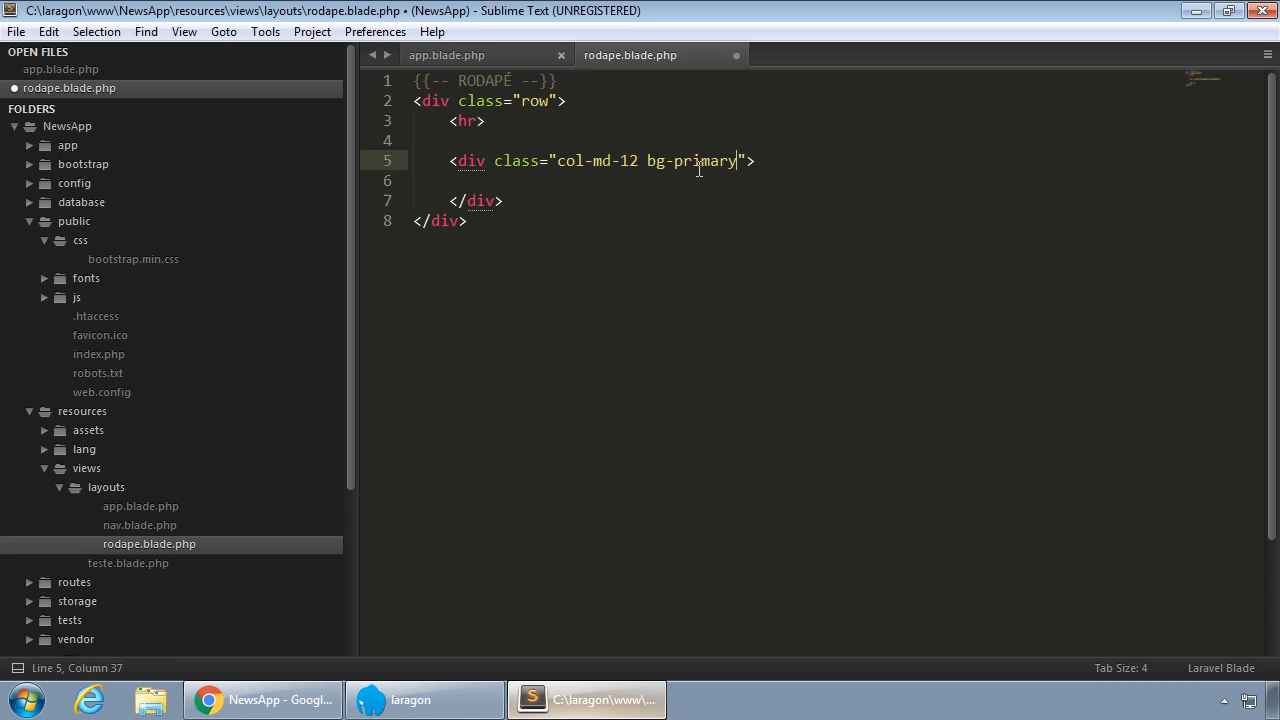 C:\laragon\www\NewsApp\resources\views\layouts\rodape.blade.php • (NewsApp) - Sublime Text (UNREGISTERED)
File Edit Selection Find View Goto Tools Project Preferences Help
OPEN FILES
app.blade.php
rodape.blade.php
FOLDERS
NewsApp
app
bootstrap
config
database
public
css
bootstrap.min.css
fonts
js
.htaccess
favicon.ico
index.php
robots.txt
web.config
resources
assets
lang
views
layouts
app.blade.php
nav.blade.php
rodape.blade.php
teste.blade.php
routes
storage
tests
vendor
app.blade.php rodape.blade.php
1 {{-- RODAPÉ --}}
2 <div class="row">
3 <hr>
4
5 <div class="col-md-12 bg-primary">
6
7 </div>
8 </div>
Line 5, Column 37 Tab Size: 4 Laravel Blade
NewsApp - Googl... laragon C:\laragon\www\...